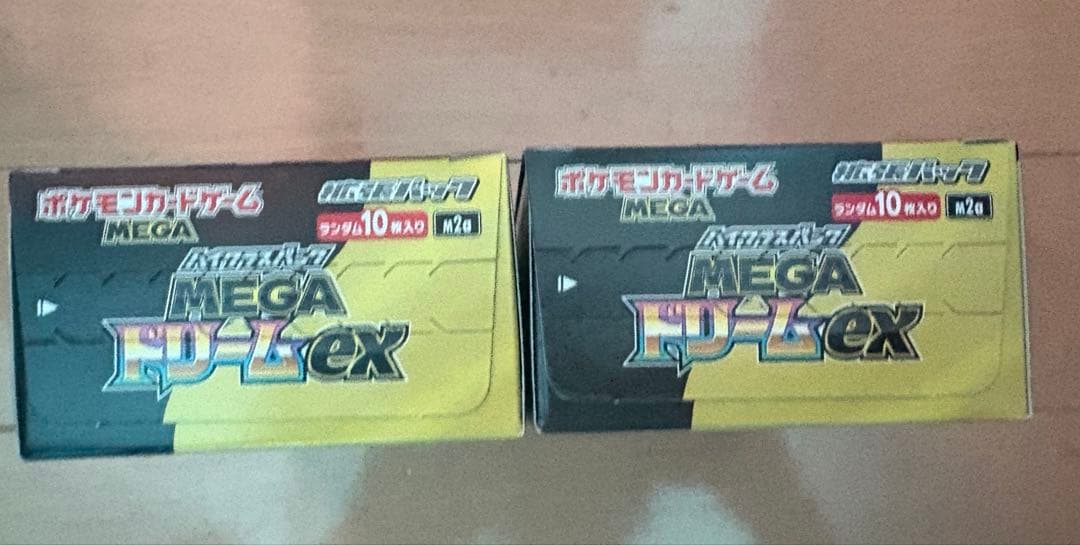 ポケモンカードゲーム
MEGA
拡張パック
ランダム10枚入り
M2a
ハイクラスパック
MEGA
ドリームex
ポケモンカードゲーム
MEGA
拡張パック
ランダム10枚入り
M2a
ハイクラスパック
MEGA
ドリームex